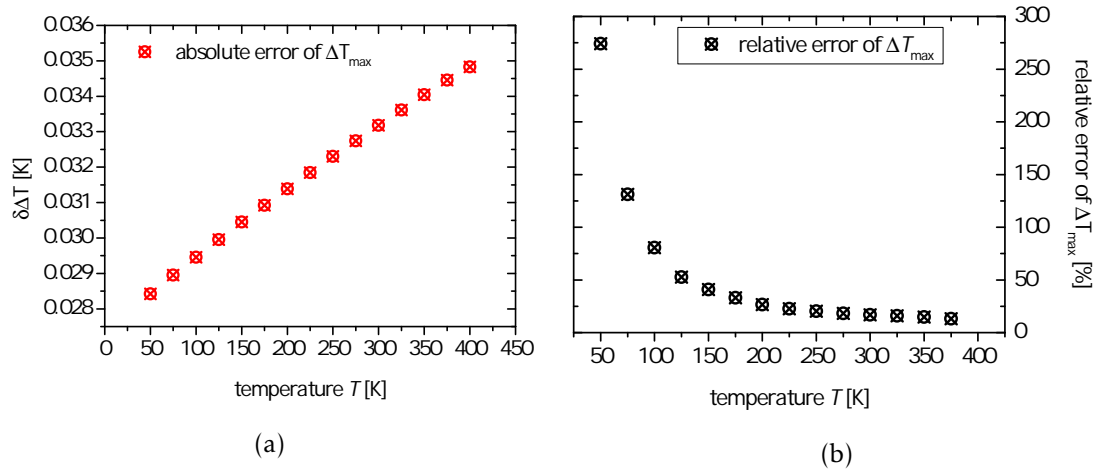 absolute error of ΔTmax
0.036
0.035
0.034
0.033
0.032
0.031
0.030
0.029
0.028
δΔT [K]
0 50 100 150 200 250 300 350 400 450
temperature T [K]
(a)
relative error of ΔTmax
300
250
200
150
100
50
0
relative error of ΔTmax [%]
50 100 150 200 250 300 350 400
temperature T [K]
(b)